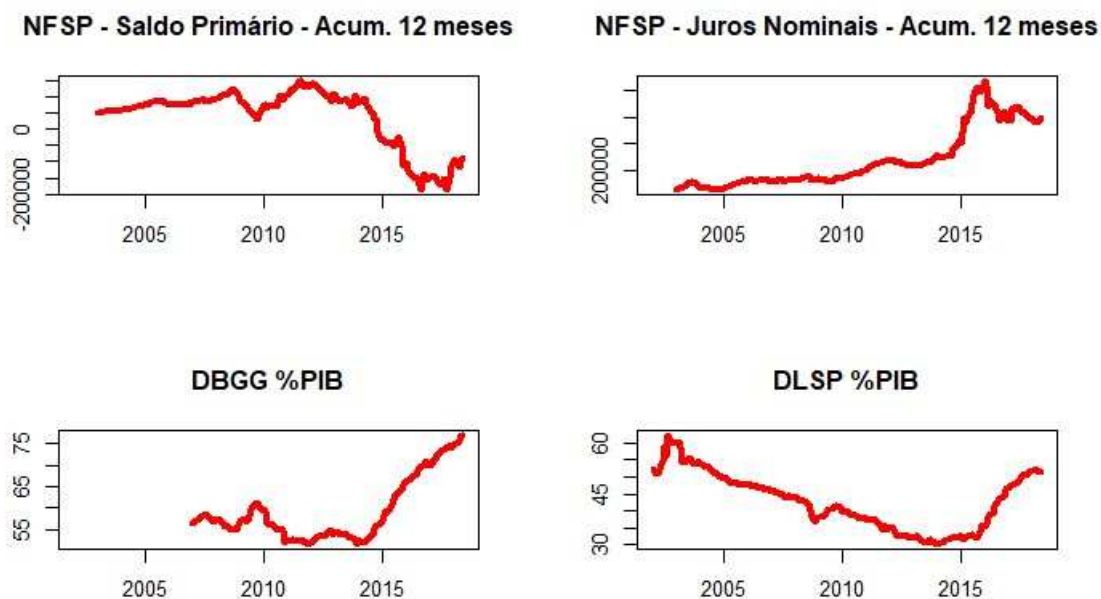 NFSP - Saldo Primário - Acum. 12 meses
NFSP - Juros Nominais - Acum. 12 meses
0
-200000
2005 2010 2015
200000
2005 2010 2015
DBGG %PIB
DLSP %PIB
75
65
55
2005 2010 2015
60
45
30
2005 2010 2015